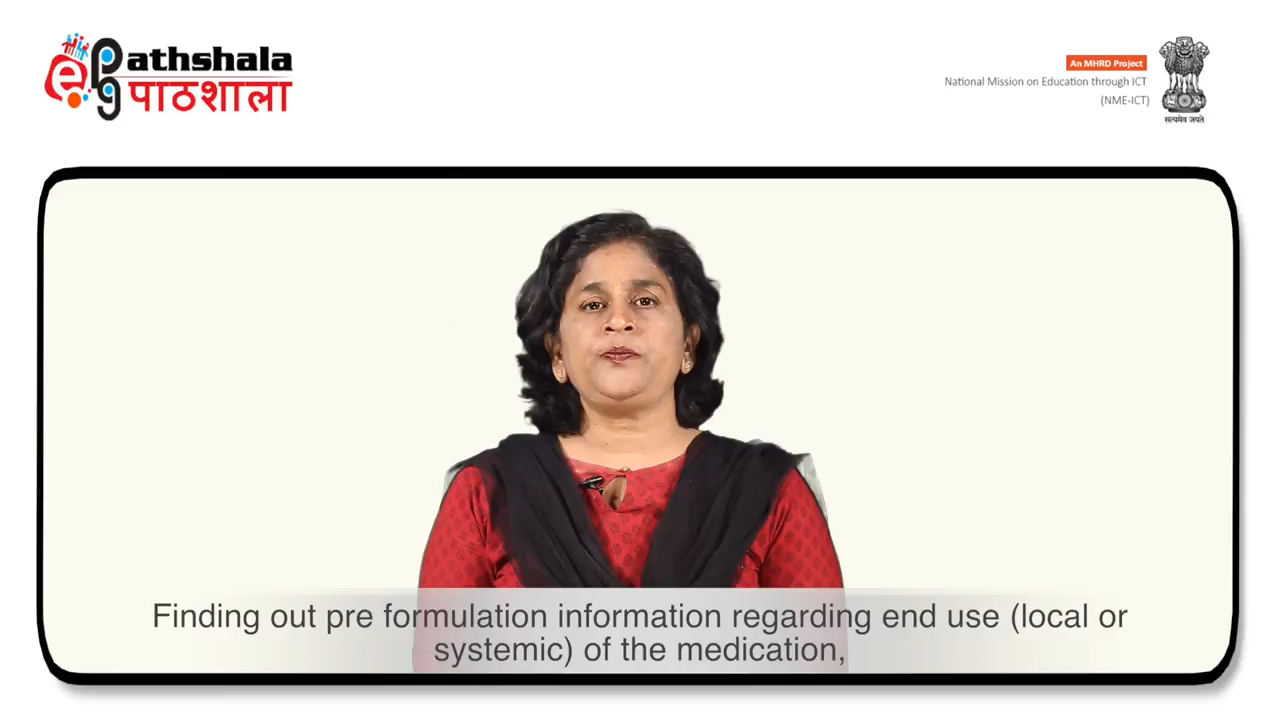 e pg Pathshala
पाठशाला
An MHRD Project
National Mission on Education through ICT
(NME-ICT)
सत्यमेव जयते
Finding out pre formulation information regarding end use (local or
systemic) of the medication,